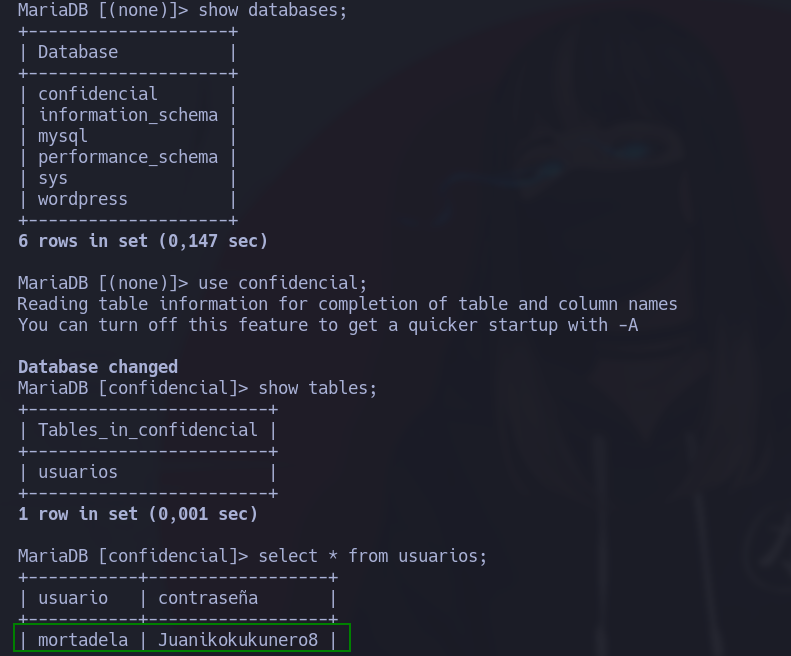 MariaDB [(none)]> show databases;
+--------------------+
| Database           |
+--------------------+
| confidencial       |
| information_schema |
| mysql              |
| performance_schema |
| sys                |
| wordpress          |
+--------------------+
6 rows in set (0,147 sec)
MariaDB [(none)]> use confidencial;
Reading table information for completion of table and column names
You can turn off this feature to get a quicker startup with -A
Database changed
MariaDB [confidencial]> show tables;
+------------------------+
| Tables_in_confidencial |
+------------------------+
| usuarios               |
+------------------------+
1 row in set (0,001 sec)
MariaDB [confidencial]> select * from usuarios;
+-----------+------------------+
| usuario   | contraseña       |
+-----------+------------------+
| mortadela | Juanikokukunero8 |